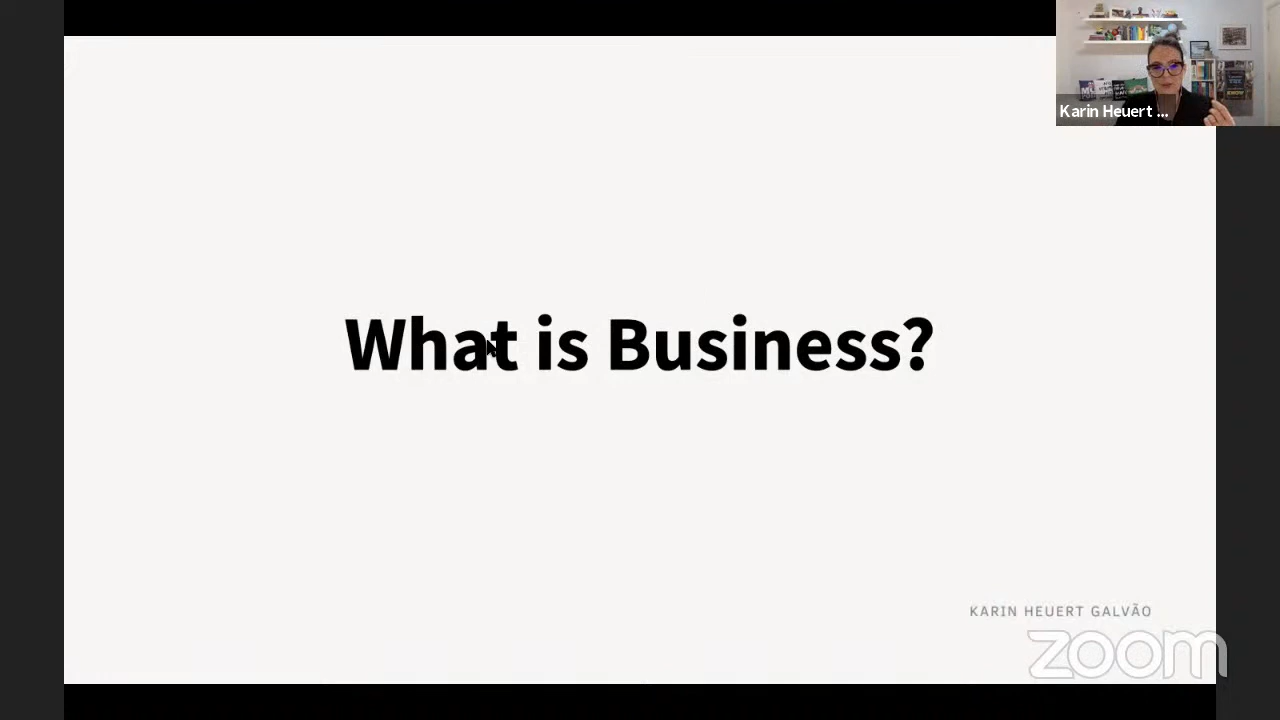 Karin Heuert ...
What is Business?
KARIN HEUERT GALVÃO
zoom